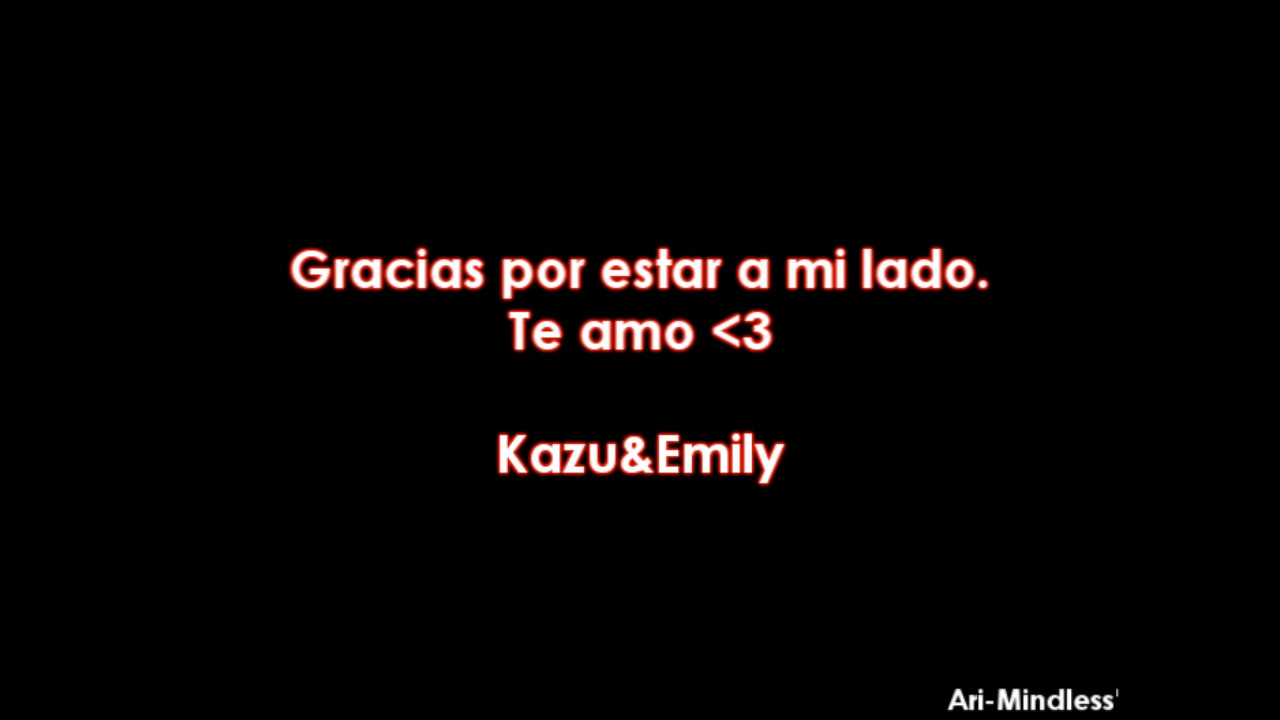 Gracias por estar a mi lado.
Te amo <3
Kazu&Emily
Ari-Mindless'